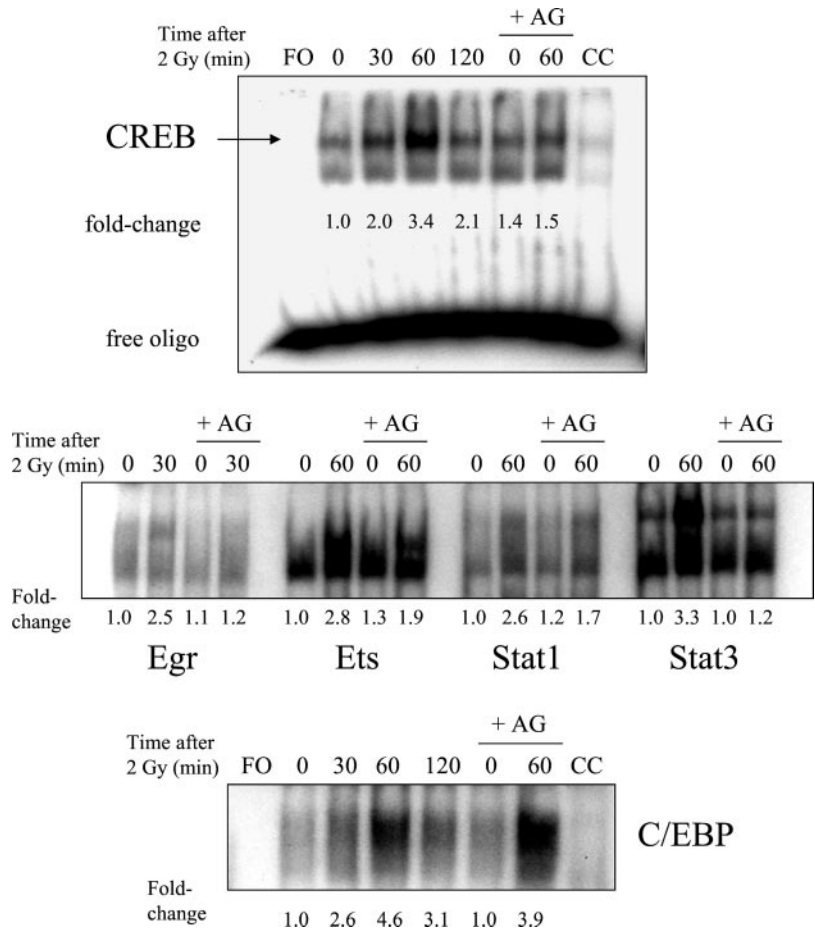 + AG
Time after
2 Gy (min) FO 0 30 60 120 0 60 CC
CREB
fold-change 1.0 2.0 3.4 2.1 1.4 1.5
free oligo
+ AG + AG + AG + AG
Time after
2 Gy (min) 0 30 0 30 0 60 0 60 0 60 0 60 0 60 0 60
Fold-
change 1.0 2.5 1.1 1.2 1.0 2.8 1.3 1.9 1.0 2.6 1.2 1.7 1.0 3.3 1.0 1.2
Egr Ets Stat1 Stat3
+ AG
Time after
2 Gy (min) FO 0 30 60 120 0 60 CC
C/EBP
Fold-
change 1.0 2.6 4.6 3.1 1.0 3.9